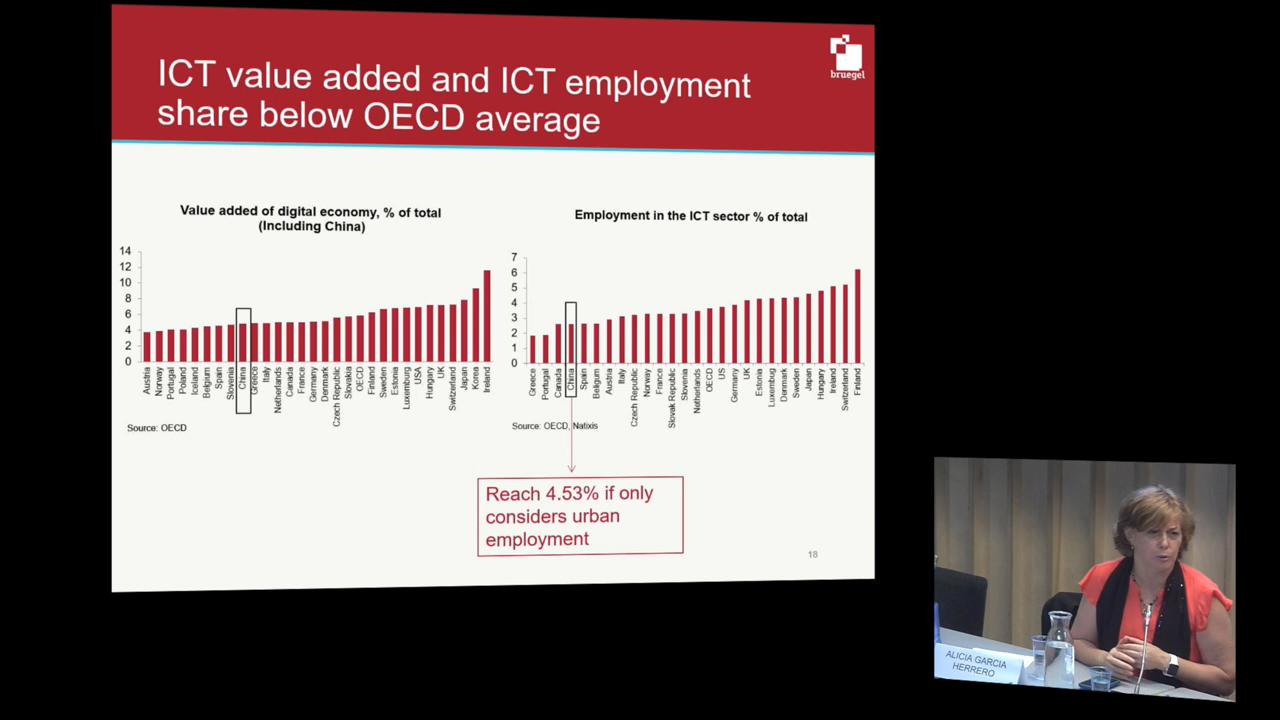 ICT value added and ICT employment
share below OECD average
bruegel
Value added of digital economy, % of total
(Including China)
14
12
10
8
6
4
2
0
Austria
Norway
Portugal
Poland
Iceland
Belgium
Spain
Slovenia
China
Greece
Italy
Netherlands
Canada
France
Germany
Denmark
Czech Republic
Slovakia
OECD
Finland
Sweden
Estonia
Luxemburg
USA
Hungary
UK
Switzerland
Japan
Korea
Ireland
Source: OECD
Employment in the ICT sector % of total
7
6
5
4
3
2
1
0
Greece
Portugal
Canada
China
Spain
Belgium
Austria
Italy
Czech Republic
Norway
France
Slovak Republic
Slovenia
Netherlands
OECD
US
Germany
UK
Estonia
Luxembug
Denmark
Sweden
Japan
Hungary
Ireland
Switzerland
Finland
Source: OECD, Natixis
Reach 4.53% if only
considers urban
employment
18
ALICIA GARCIA
HERRERO